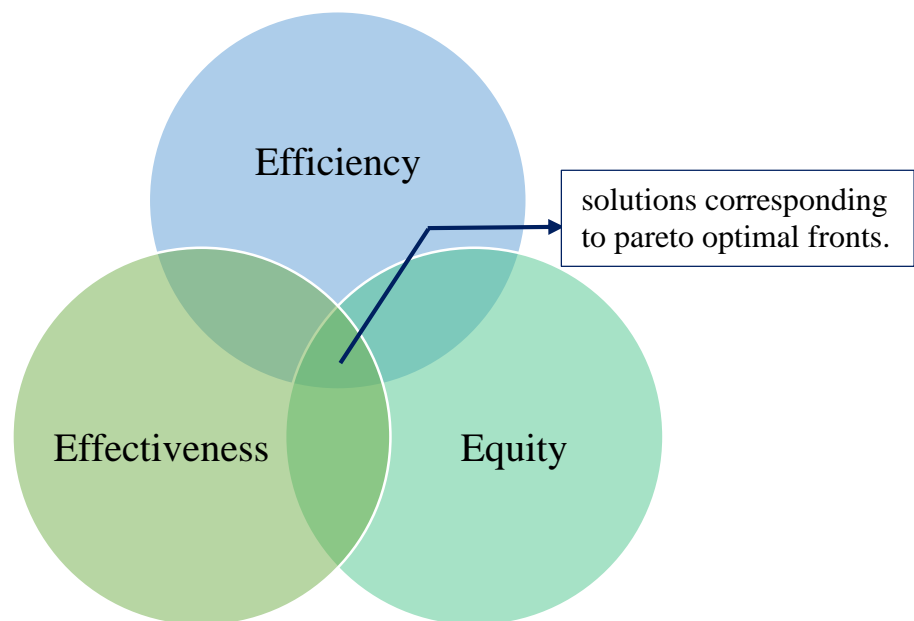 Efficiency
solutions corresponding
to pareto optimal fronts.
Effectiveness
Equity